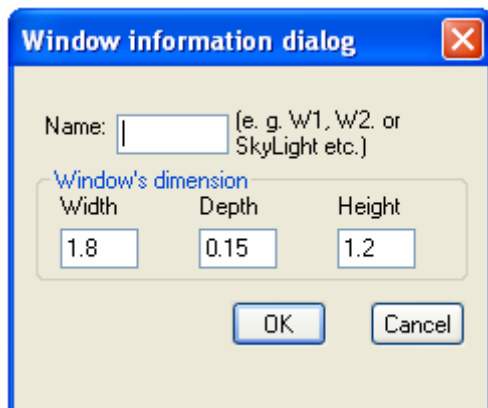 Window information dialog
Name: (e. g. W1, W2. or
SkyLight etc.)
Window's dimension
Width Depth Height
1.8 0.15 1.2
OK Cancel